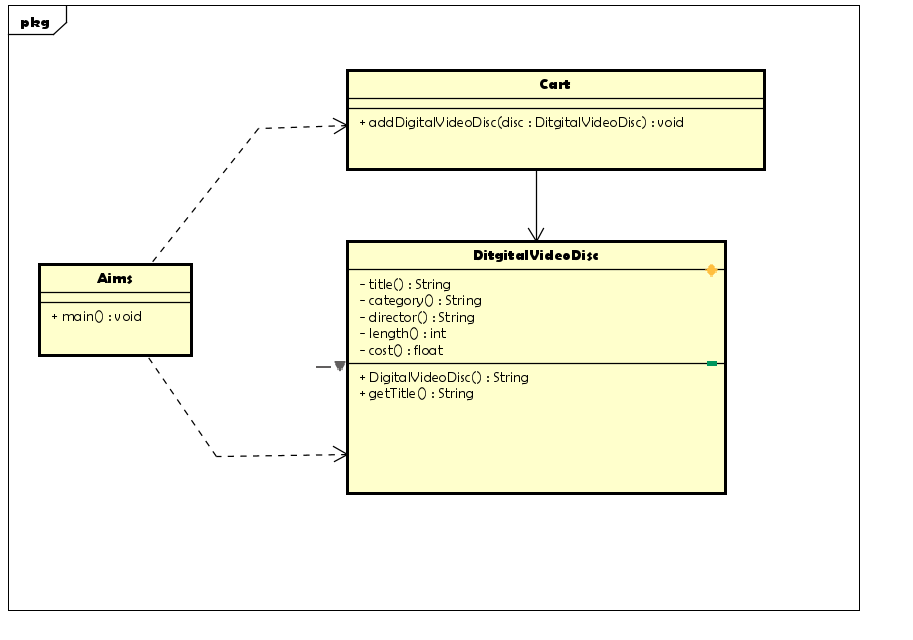 pkg
Cart
+ addDigitalVideoDisc(disc : DitgitalVideoDisc) : void
Aims
+ main() : void
DitgitalVideoDisc
- title() : String
- category() : String
- director() : String
- length() : int
- cost() : float
+ DigitalVideoDisc() : String
+ getTitle() : String